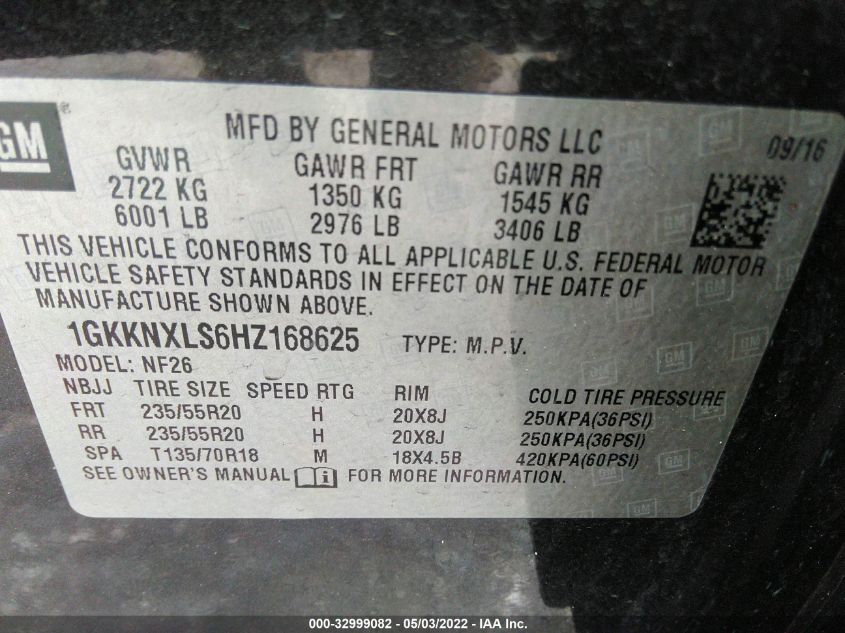 GM ®
MFD BY GENERAL MOTORS LLC 09/16
GVWR GAWR FRT GAWR RR
2722 KG 1350 KG 1545 KG
6001 LB 2976 LB 3406 LB
THIS VEHICLE CONFORMS TO ALL APPLICABLE U.S. FEDERAL MOTOR
VEHICLE SAFETY STANDARDS IN EFFECT ON THE DATE OF
MANUFACTURE SHOWN ABOVE.
1GKKNXLS6HZ168625 TYPE: M.P.V.
MODEL: NF26
NBJJ TIRE SIZE SPEED RTG RIM COLD TIRE PRESSURE
FRT 235/55R20 H 20X8J 250KPA(36PSI)
RR 235/55R20 H 20X8J 250KPA(36PSI)
SPA T135/70R18 M 18X4.5B 420KPA(60PSI)
SEE OWNER'S MANUAL FOR MORE INFORMATION.
000-32999082 - 05/03/2022 - IAA Inc.